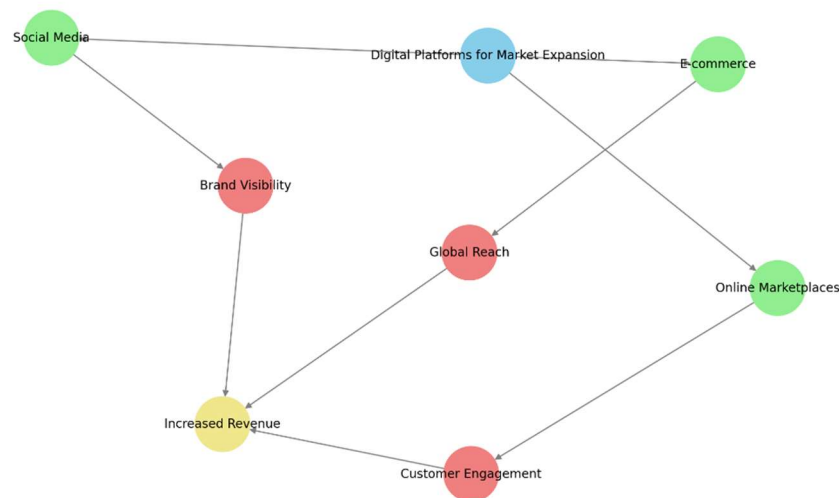 Social Media
Digital Platforms for Market Expansion
E-commerce
Brand Visibility
Global Reach
Online Marketplaces
Increased Revenue
Customer Engagement